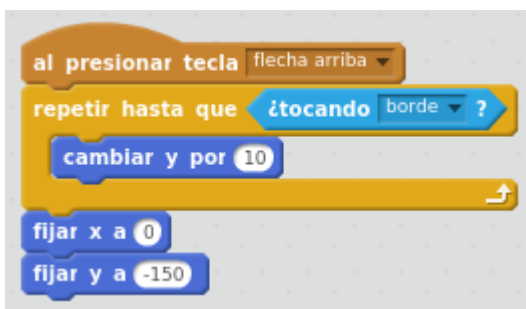 al presionar tecla flecha arriba
repetir hasta que ¿tocando borde ?
cambiar y por 10
fijar x a 0
fijar y a -150